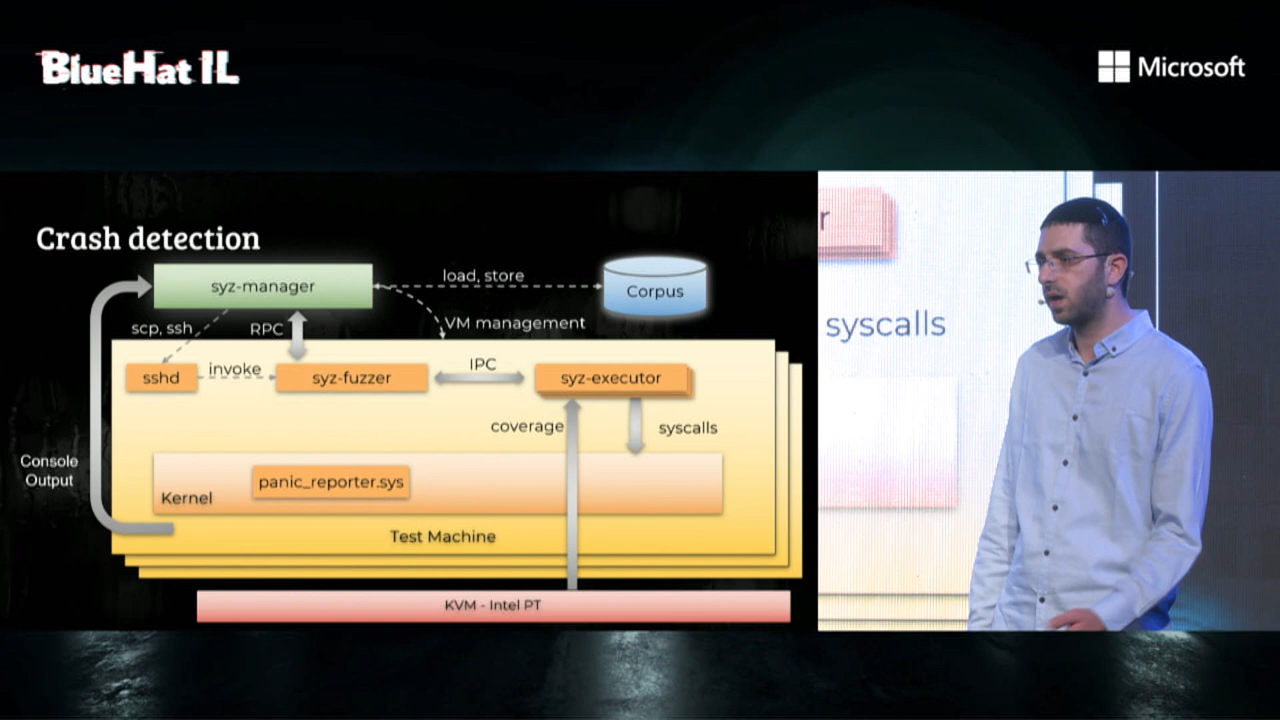 BlueHat IL
Microsoft
Crash detection
syz-manager
load, store
Corpus
scp, ssh
RPC
VM management
sshd
invoke
syz-fuzzer
IPC
syz-executor
coverage
syscalls
Console
Output
panic_reporter.sys
Kernel
Test Machine
KVM - Intel PT
r
syscalls